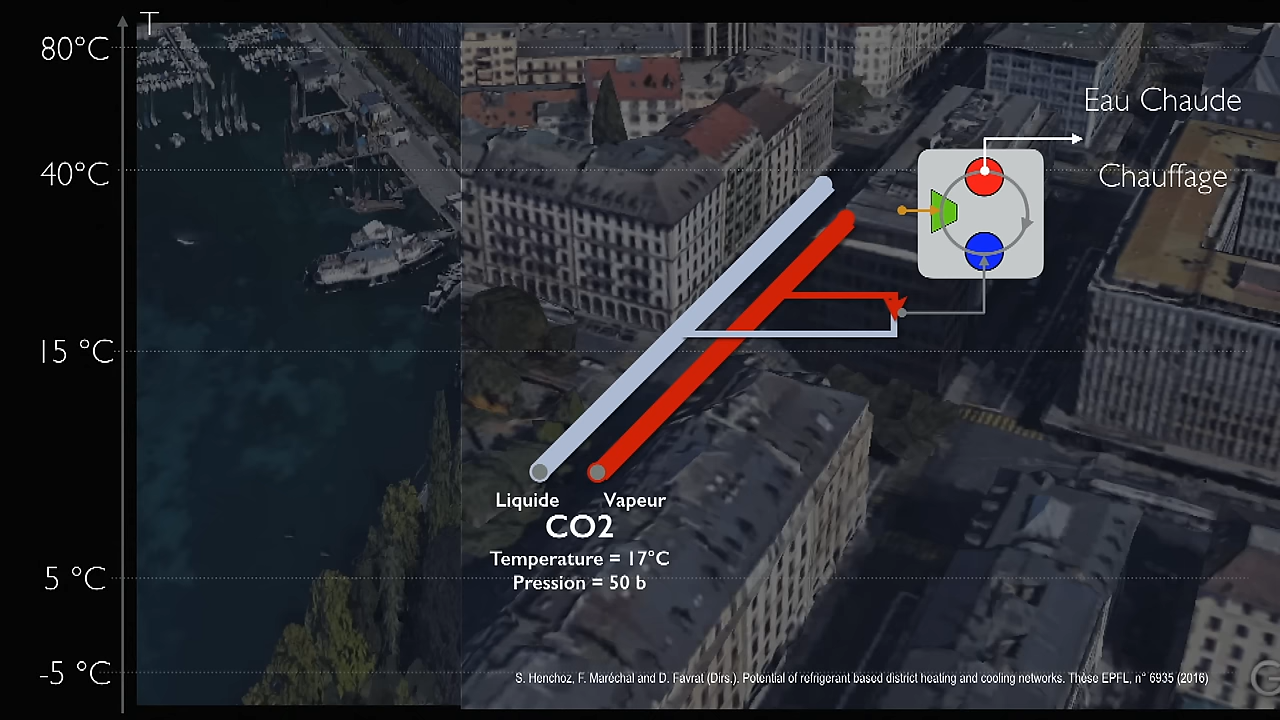 T
80°C
Eau Chaude
40°C
Chauffage
15 °C
Liquide Vapeur
CO2
Temperature = 17°C
Pression = 50 b
5 °C
-5 °C
S. Henchoz, F. Maréchal and D. Favrat (Dirs.). Potential of refrigerant based district heating and cooling networks. Thèse EPFL, n° 6935 (2016)